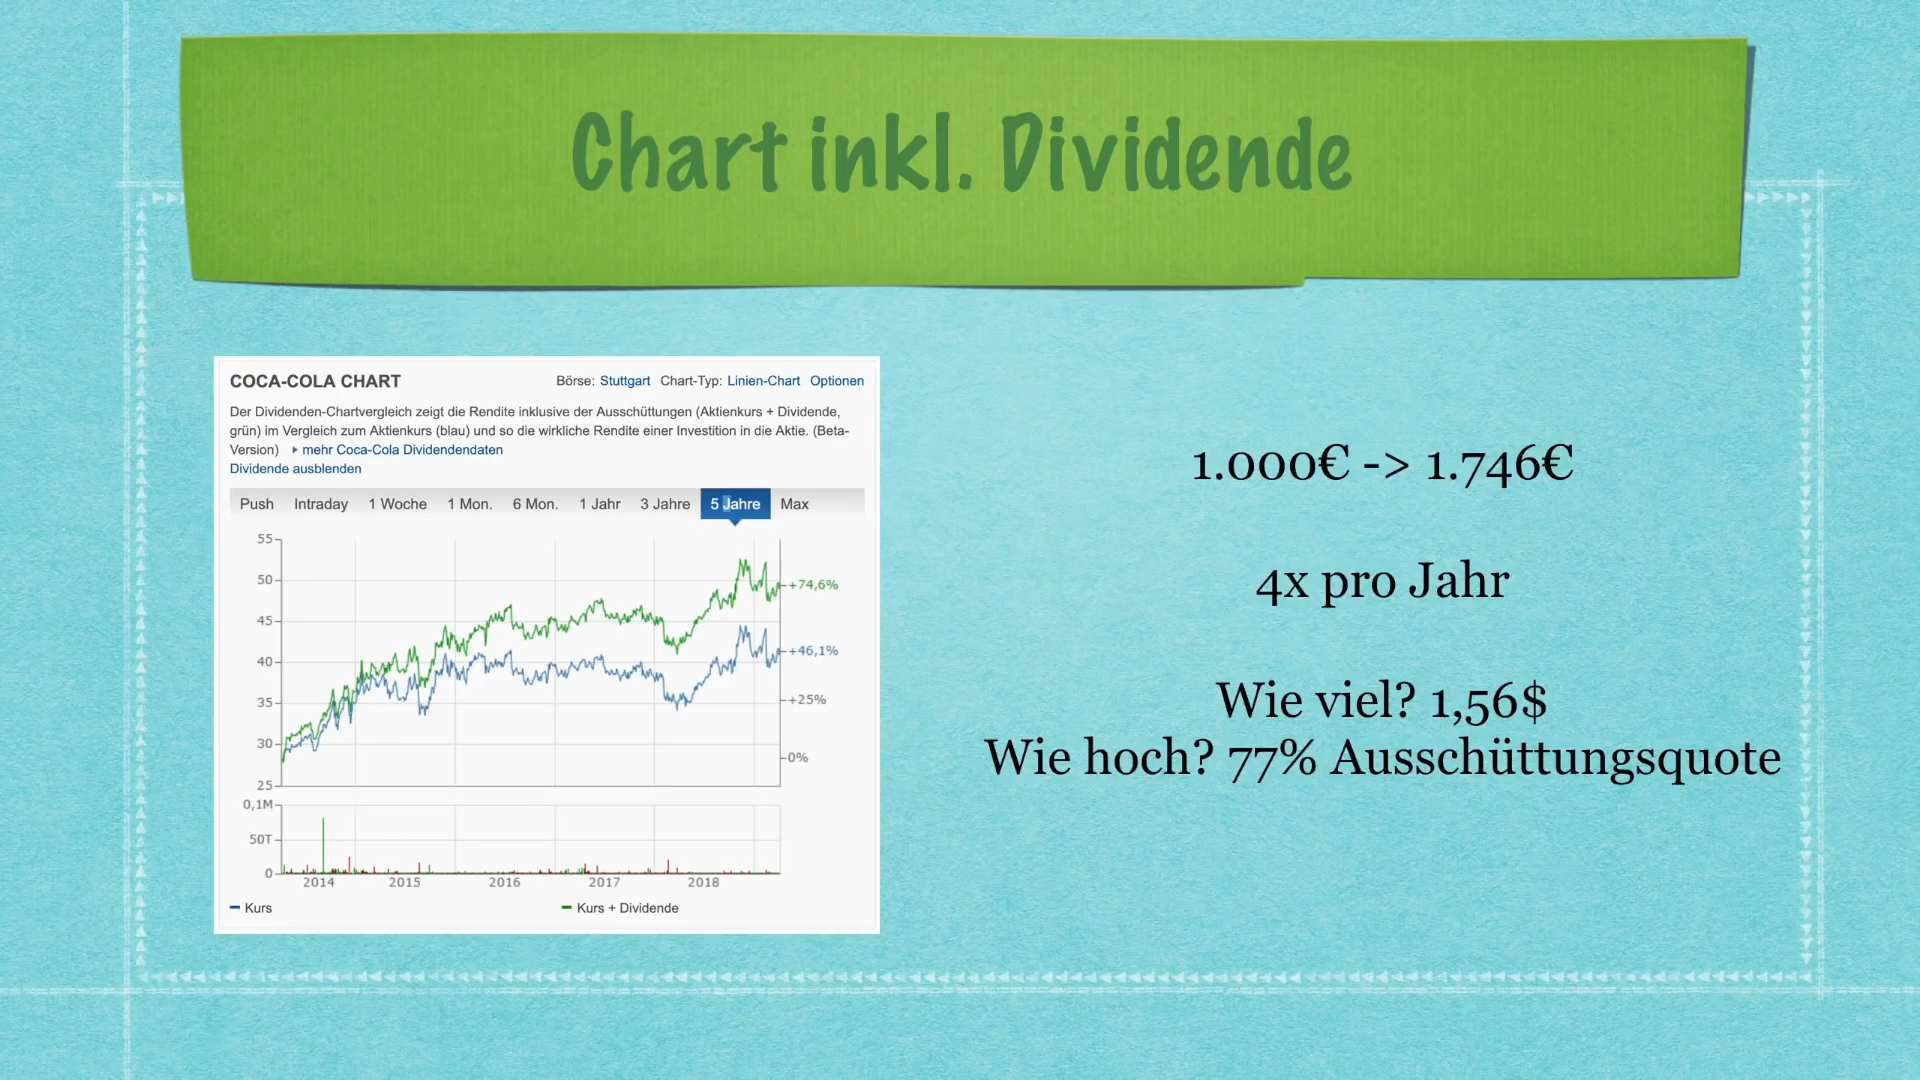 Chart inkl. Dividende
COCA-COLA CHART
Börse: Stuttgart Chart-Typ: Linien-Chart Optionen
Der Dividenden-Chartvergleich zeigt die Rendite inklusive der Ausschüttungen (Aktienkurs + Dividende,
grün) im Vergleich zum Aktienkurs (blau) und so die wirkliche Rendite einer Investition in die Aktie. (Beta-
Version) mehr Coca-Cola Dividendendaten
Dividende ausblenden
Push Intraday 1 Woche 1 Mon. 6 Mon. 1 Jahr 3 Jahre 5 Jahre Max
55
50
45
40
35
30
25
+74,6%
+46,1%
+25%
0%
0,1M
50T
0
2014 2015 2016 2017 2018
Kurs Kurs + Dividende
1.000€ -> 1.746€
4x pro Jahr
Wie viel? 1,56$
Wie hoch? 77% Ausschüttungsquote